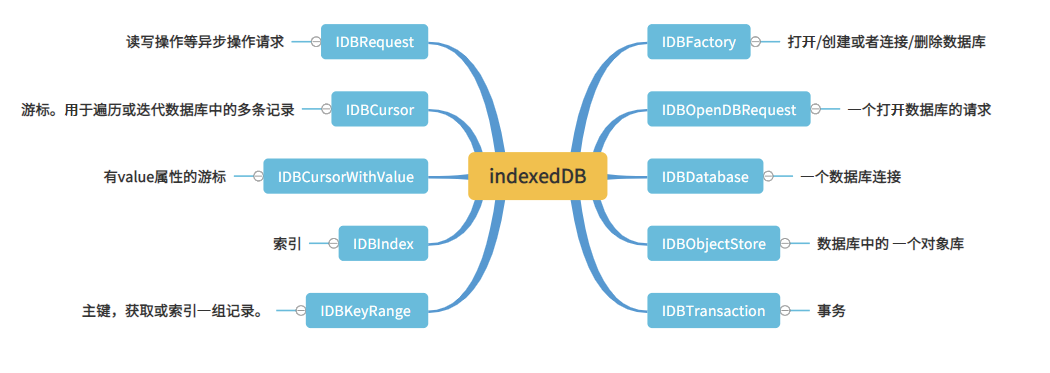 读写操作等异步操作请求
IDBRequest
IDBFactory
打开/创建或者连接/删除数据库
游标。用于遍历或迭代数据库中的多条记录
IDBCursor
IDBOpenDBRequest
一个打开数据库的请求
有value属性的游标
IDBCursorWithValue
indexedDB
IDBDatabase
一个数据库连接
索引
IDBIndex
IDBObjectStore
数据库中的 一个对象库
主键，获取或索引一组记录。
IDBKeyRange
IDBTransaction
事务